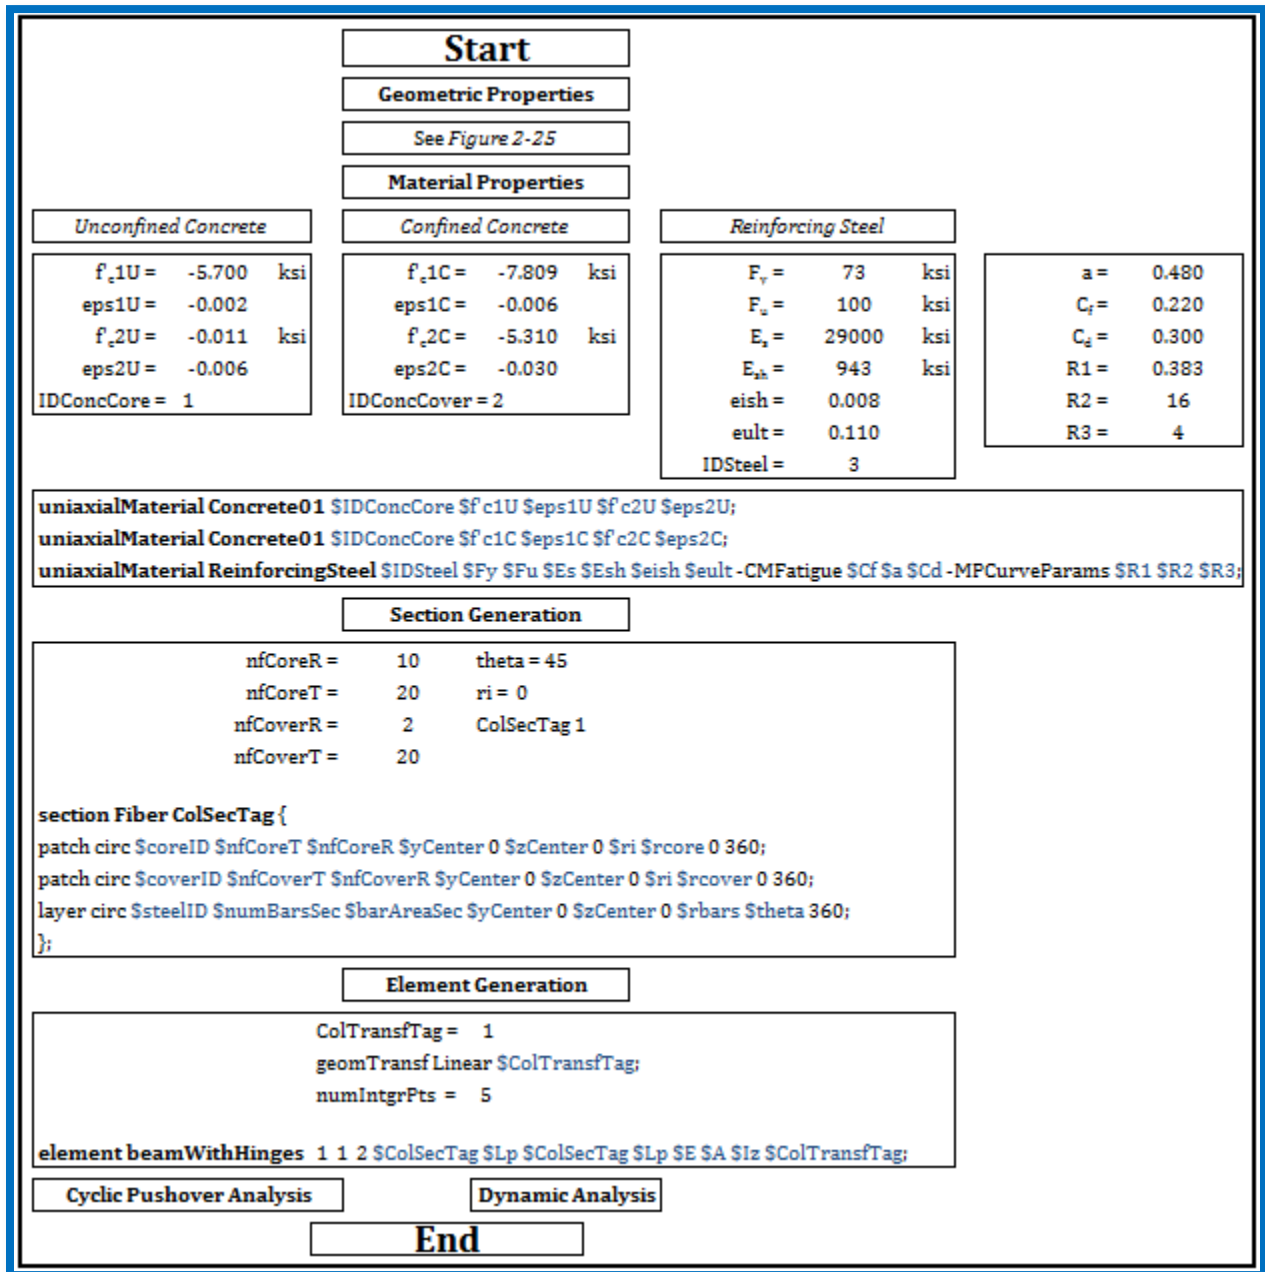 Start
Geometric Properties
See Figure 2-25
Material Properties
Unconfined Concrete
f'c1U = -5.700 ksi
eps1U = -0.002
f'c2U = -0.011 ksi
eps2U = -0.006
IDConcCore = 1
Confined Concrete
f'c1C = -7.809 ksi
eps1C = -0.006
f'c2C = -5.310 ksi
eps2C = -0.030
IDConcCover = 2
Reinforcing Steel
Fy = 73 ksi
Fu = 100 ksi
Es = 29000 ksi
Esh = 943 ksi
eish = 0.008
eult = 0.110
IDSteel = 3
a = 0.480
Cf = 0.220
Cd = 0.300
R1 = 0.383
R2 = 16
R3 = 4
uniaxialMaterial Concrete01 $IDConcCore $f'c1U $eps1U $f'c2U $eps2U;
uniaxialMaterial Concrete01 $IDConcCore $f'c1C $eps1C $f'c2C $eps2C;
uniaxialMaterial ReinforcingSteel $IDSteel $Fy $Fu $Es $Esh $eish $eult -CMFatigue $Cf $a $Cd -MPCurveParams $R1 $R2 $R3;
Section Generation
nfCoreR = 10 theta = 45
nfCoreT = 20 ri = 0
nfCoverR = 2 ColSecTag 1
nfCoverT = 20
section Fiber ColSecTag {
patch circ $coreID $nfCoreT $nfCoreR $yCenter 0 $zCenter 0 $ri $rcore 0 360;
patch circ $coverID $nfCoverT $nfCoverR $yCenter 0 $zCenter 0 $ri $rcover 0 360;
layer circ $steelID $numBarsSec $barAreaSec $yCenter 0 $zCenter 0 $rbars $theta 360;
};
Element Generation
ColTransfTag = 1
geomTransf Linear $ColTransfTag;
numIntgrPts = 5
element beamWithHinges 1 1 2 $ColSecTag $Lp $ColSecTag $Lp $E $A $Iz $ColTransfTag;
Cyclic Pushover Analysis
Dynamic Analysis
End